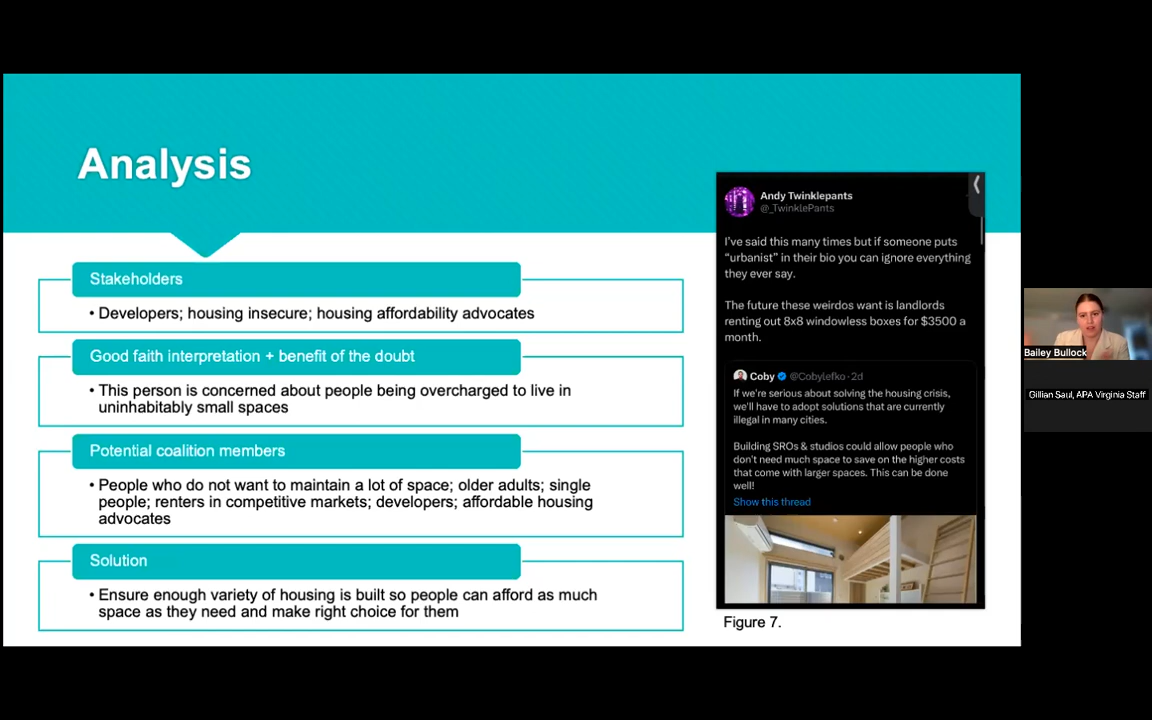 Analysis
Stakeholders
• Developers; housing insecure; housing affordability advocates
Good faith interpretation + benefit of the doubt
• This person is concerned about people being overcharged to live in
uninhabitably small spaces
Potential coalition members
• People who do not want to maintain a lot of space; older adults; single
people; renters in competitive markets; developers; affordable housing
advocates
Solution
• Ensure enough variety of housing is built so people can afford as much
space as they need and make right choice for them
Andy Twinklepants
@_TwinklePants
I've said this many times but if someone puts
“urbanist” in their bio you can ignore everything
they ever say.
The future these weirdos want is landlords
renting out 8x8 windowless boxes for $3500 a
month.
Coby @Cobylefko·2d
If we're serious about solving the housing crisis,
we'll have to adopt solutions that are currently
illegal in many cities.
Building SROs & studios could allow people who
don't need much space to save on the higher costs
that come with larger spaces. This can be done
well!
Show this thread
Figure 7.
Bailey Bullock
Gillian Saul, APA Virginia Staff